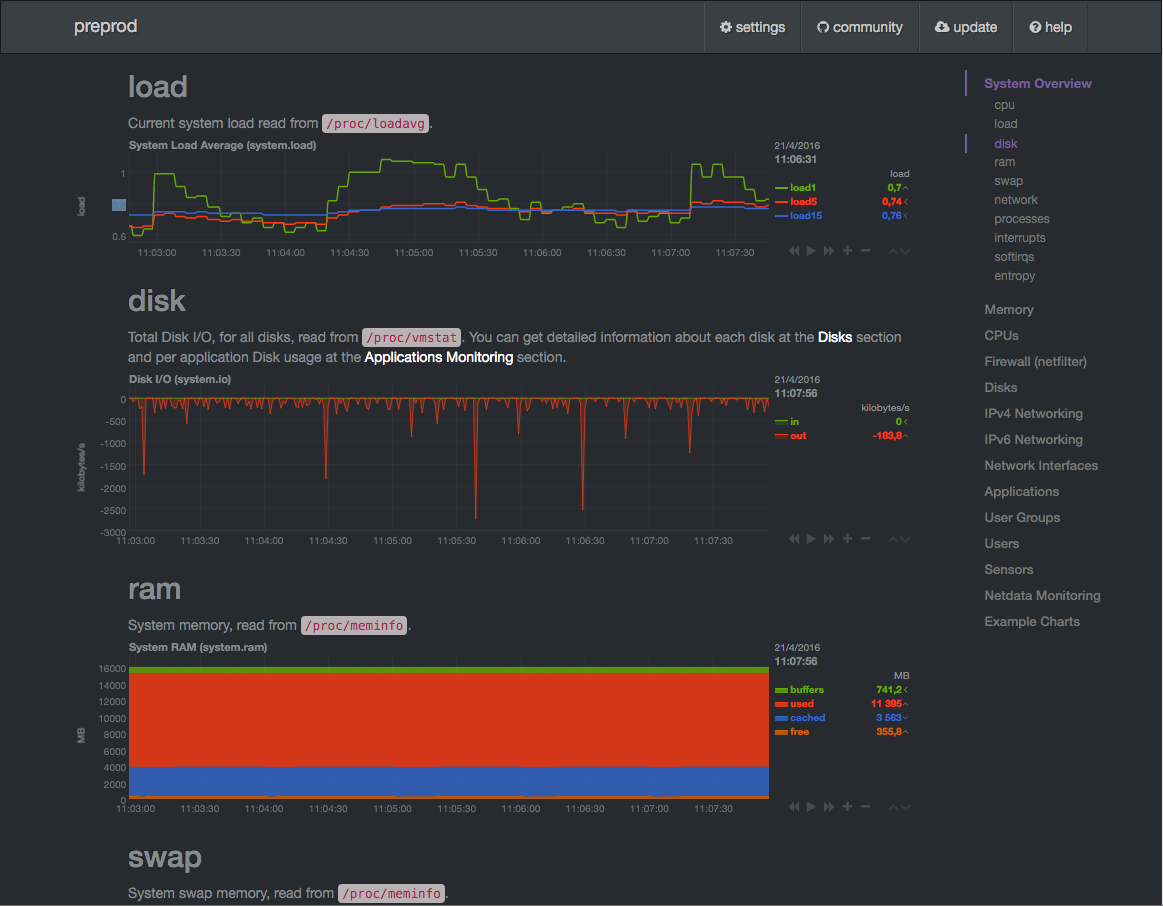 preprod
settings
community
update
help
load
Current system load read from /proc/loadavg.
System Load Average (system.load)
21/4/2016
11:06:31
load
load1 0,7
load5 0,74
load15 0,76
load
1
0.8
0.6
11:03:00 11:03:30 11:04:00 11:04:30 11:05:00 11:05:30 11:06:00 11:06:30 11:07:00 11:07:30
disk
Total Disk I/O, for all disks, read from /proc/vmstat. You can get detailed information about each disk at the Disks section
and per application Disk usage at the Applications Monitoring section.
Disk I/O (system.io)
21/4/2016
11:07:56
kilobytes/s
in 0
out -183,8
kilobytes/s
0
-500
-1000
-1500
-2000
-2500
-3000
11:03:00 11:03:30 11:04:00 11:04:30 11:05:00 11:05:30 11:06:00 11:06:30 11:07:00 11:07:30
ram
System memory, read from /proc/meminfo.
System RAM (system.ram)
21/4/2016
11:07:56
MB
buffers 741,2
used 11 395
cached 3 563
free 355,8
MB
16000
14000
12000
10000
8000
6000
4000
2000
0
11:03:00 11:03:30 11:04:00 11:04:30 11:05:00 11:05:30 11:06:00 11:06:30 11:07:00 11:07:30
swap
System swap memory, read from /proc/meminfo.
System Overview
cpu
load
disk
ram
swap
network
processes
interrupts
softirqs
entropy
Memory
CPUs
Firewall (netfilter)
Disks
IPv4 Networking
IPv6 Networking
Network Interfaces
Applications
User Groups
Users
Sensors
Netdata Monitoring
Example Charts